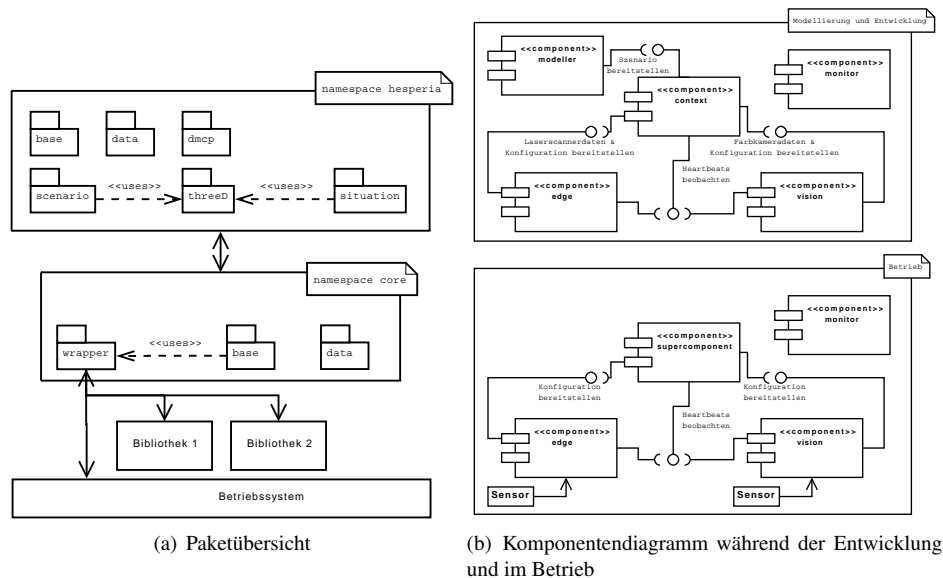 namespace hesperia
base
data
dmcp
<<uses>>
<<uses>>
scenario
threeD
situation
namespace core
<<uses>>
wrapper
base
data
Bibliothek 1
Bibliothek 2
Betriebssystem
(a) Paketübersicht
Modellierung und Entwicklung
<<component>>
modeller
<<component>>
monitor
Szenario
bereitstellen
<<component>>
context
Laserscannerdaten &
Konfiguration bereitstellen
Farbkameradaten &
Konfiguration bereitstellen
Heartbeats
beobachten
<<component>>
edge
<<component>>
vision
Betrieb
<<component>>
monitor
<<component>>
supercomponent
Konfiguration
bereitstellen
Konfiguration
bereitstellen
Heartbeats
beobachten
<<component>>
edge
<<component>>
vision
Sensor
Sensor
(b) Komponentendiagramm während der Entwicklung
und im Betrieb